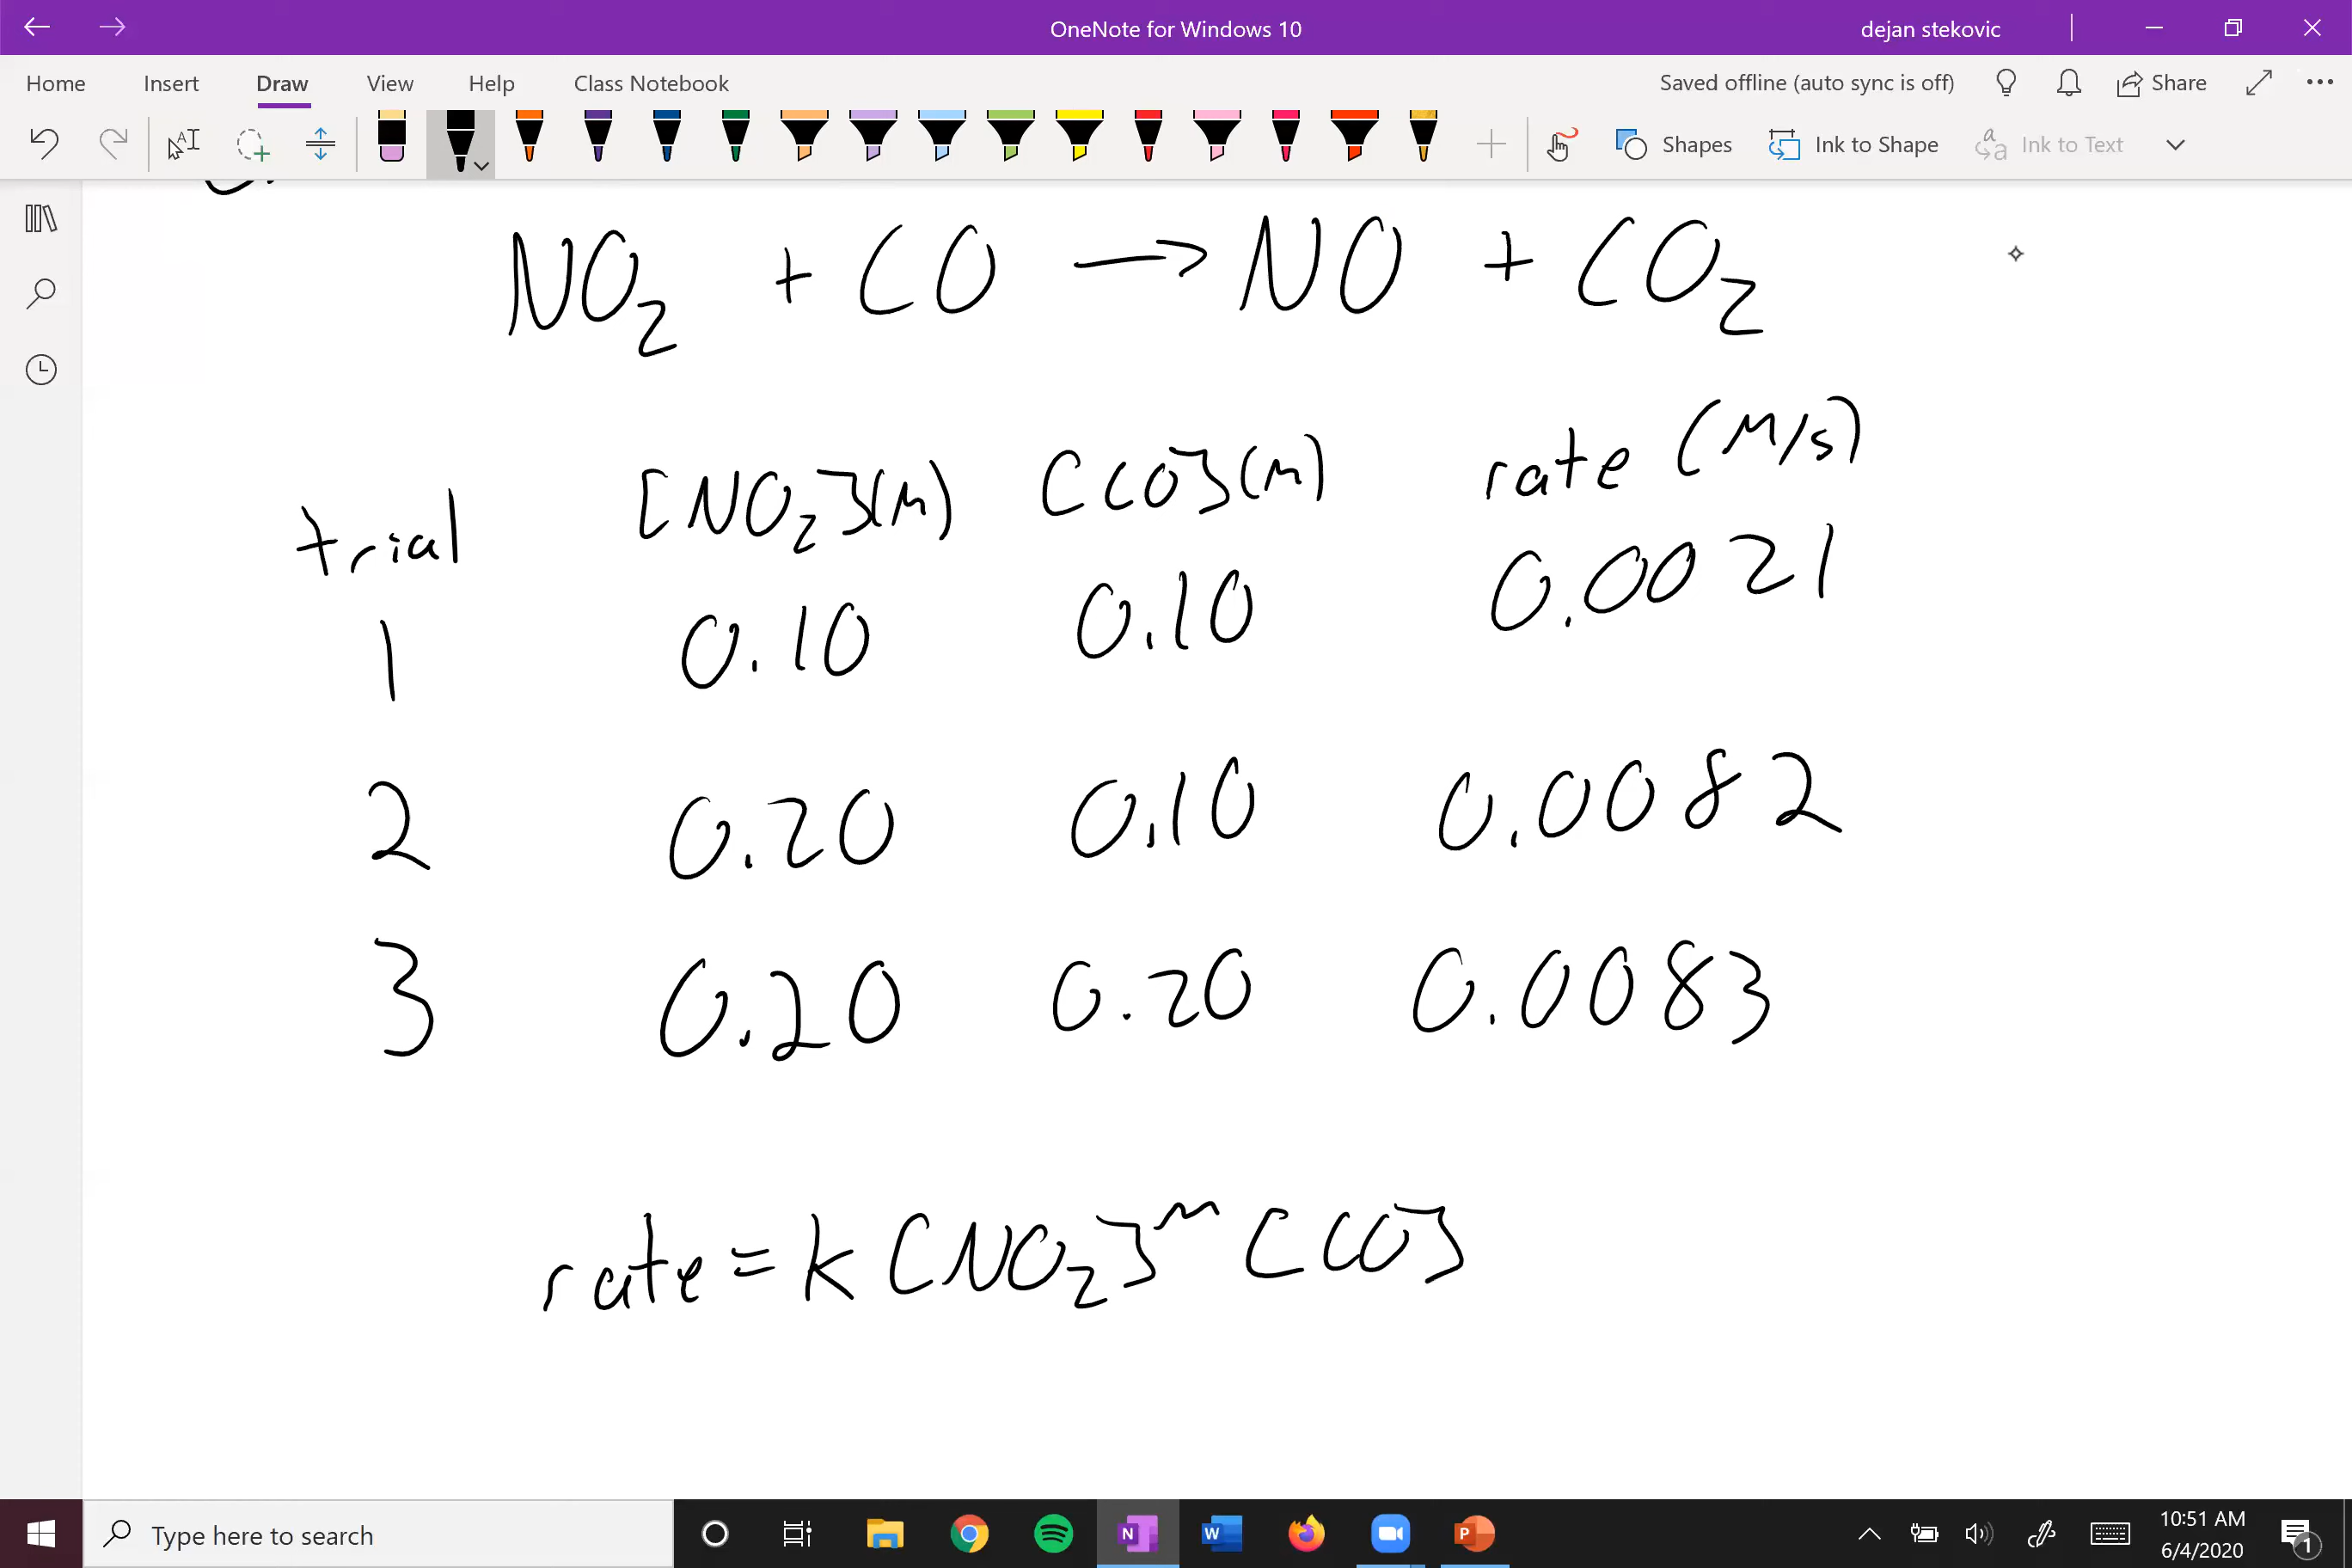 OneNote for Windows 10
dejan stekovic
Home Insert Draw View Help Class Notebook
Saved offline (auto sync is off) Share
Shapes Ink to Shape Ink to Text
NO₂ + CO → NO + CO₂
trial [NO₂](M) [CO](M) rate (M/s)
1 0.10 0.10 0.0021
2 0.20 0.10 0.0082
3 0.20 0.20 0.0083
rate = k [NO₂]ᵐ [CO]
Type here to search
10:51 AM
6/4/2020
1